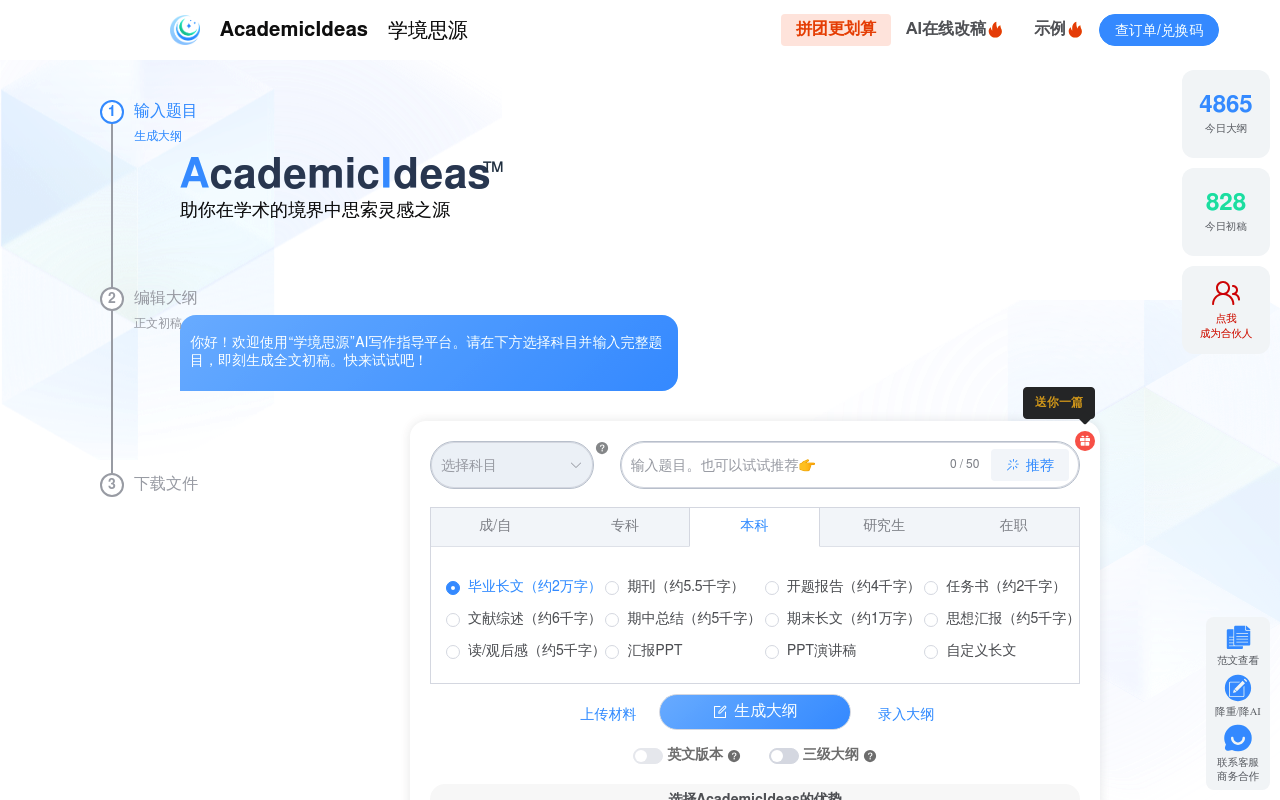 AcademicIdeas 学境思源 拼团更划算 AI在线改稿 示例 查订单/兑换码
1 输入题目
生成大纲
AcademicIdeas™
助你在学术的境界中思索灵感之源
4865
今日大纲
828
今日初稿
点我
成为合伙人
2 编辑大纲
正文初稿
你好！欢迎使用“学境思源”AI写作指导平台。请在下方选择科目并输入完整题
目，即刻生成全文初稿。快来试试吧！
送你一篇
选择科目 ? 输入题目。也可以试试推荐👉 0 / 50 推荐
3 下载文件
成/自 专科 本科 研究生 在职
毕业长文（约2万字） 期刊（约5.5千字） 开题报告（约4千字） 任务书（约2千字）
文献综述（约6千字） 期中总结（约5千字） 期末长文（约1万字） 思想汇报（约5千字）
读/观后感（约5千字） 汇报PPT PPT演讲稿 自定义长文
上传材料 生成大纲 录入大纲
英文版本 ? 三级大纲 ?
选择AcademicIdeas的优势
范文查看
降重/降AI
联系客服
商务合作